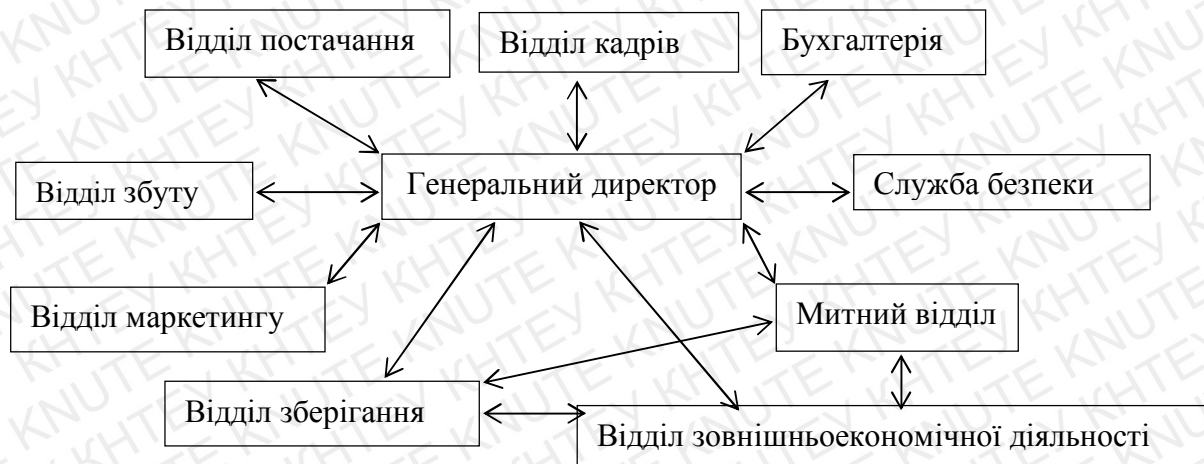 Відділ постачання
Відділ кадрів
Бухгалтерія
Відділ збуту
Генеральний директор
Служба безпеки
Відділ маркетингу
Митний відділ
Відділ зберігання
Відділ зовнішньоекономічної діяльності